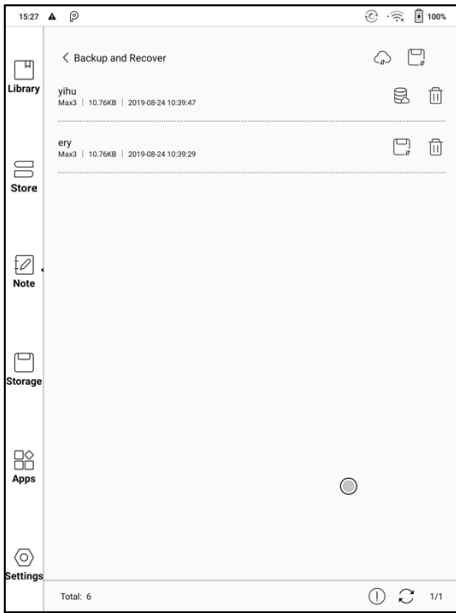 15:27
100%
Backup and Recover
yihu
Max3 | 10.76KB | 2019-08-24 10:39:47
ery
Max3 | 10.76KB | 2019-08-24 10:39:29
Library
Store
Note
Storage
Apps
Settings
Total: 6
1/1